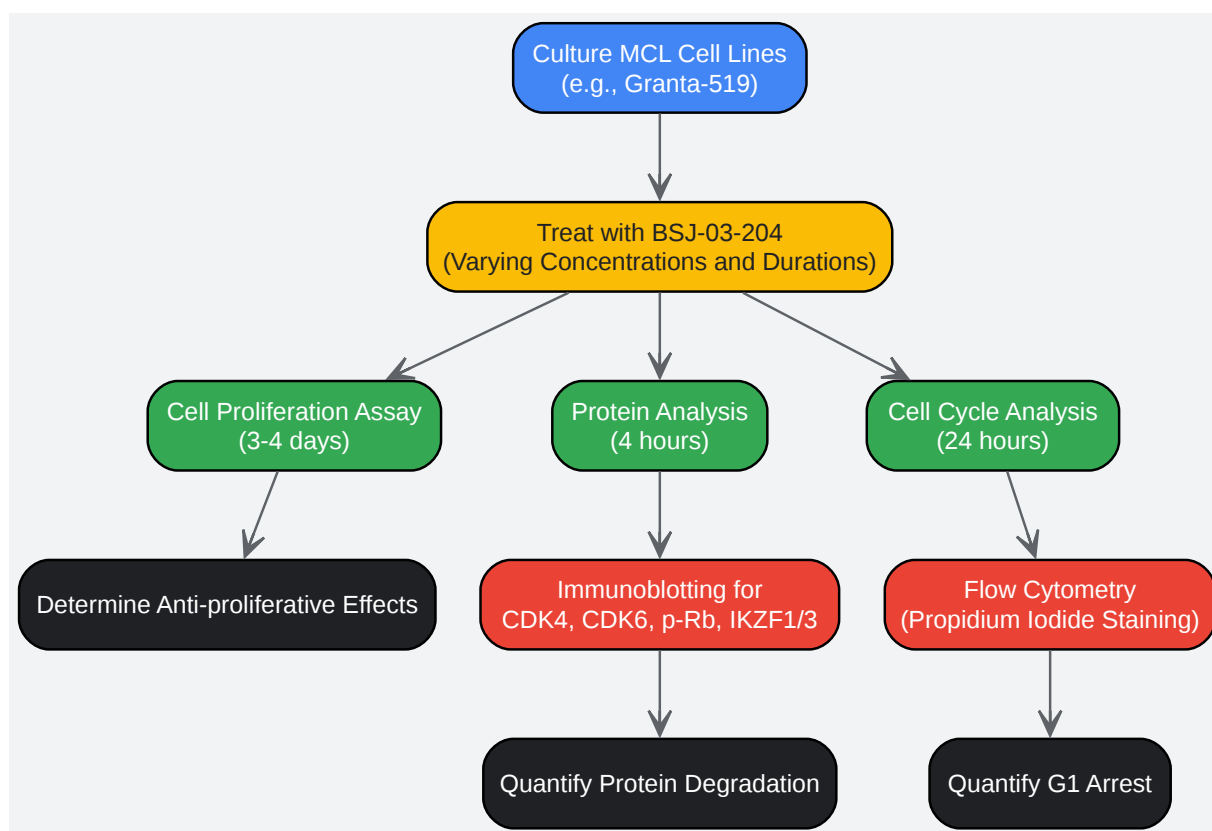 Culture MCL Cell Lines
(e.g., Granta-519)
Treat with BSJ-03-204
(Varying Concentrations and Durations)
Cell Proliferation Assay
(3-4 days)
Protein Analysis
(4 hours)
Cell Cycle Analysis
(24 hours)
Determine Anti-proliferative Effects
Immunoblotting for
CDK4, CDK6, p-Rb, IKZF1/3
Flow Cytometry
(Propidium Iodide Staining)
Quantify Protein Degradation
Quantify G1 Arrest